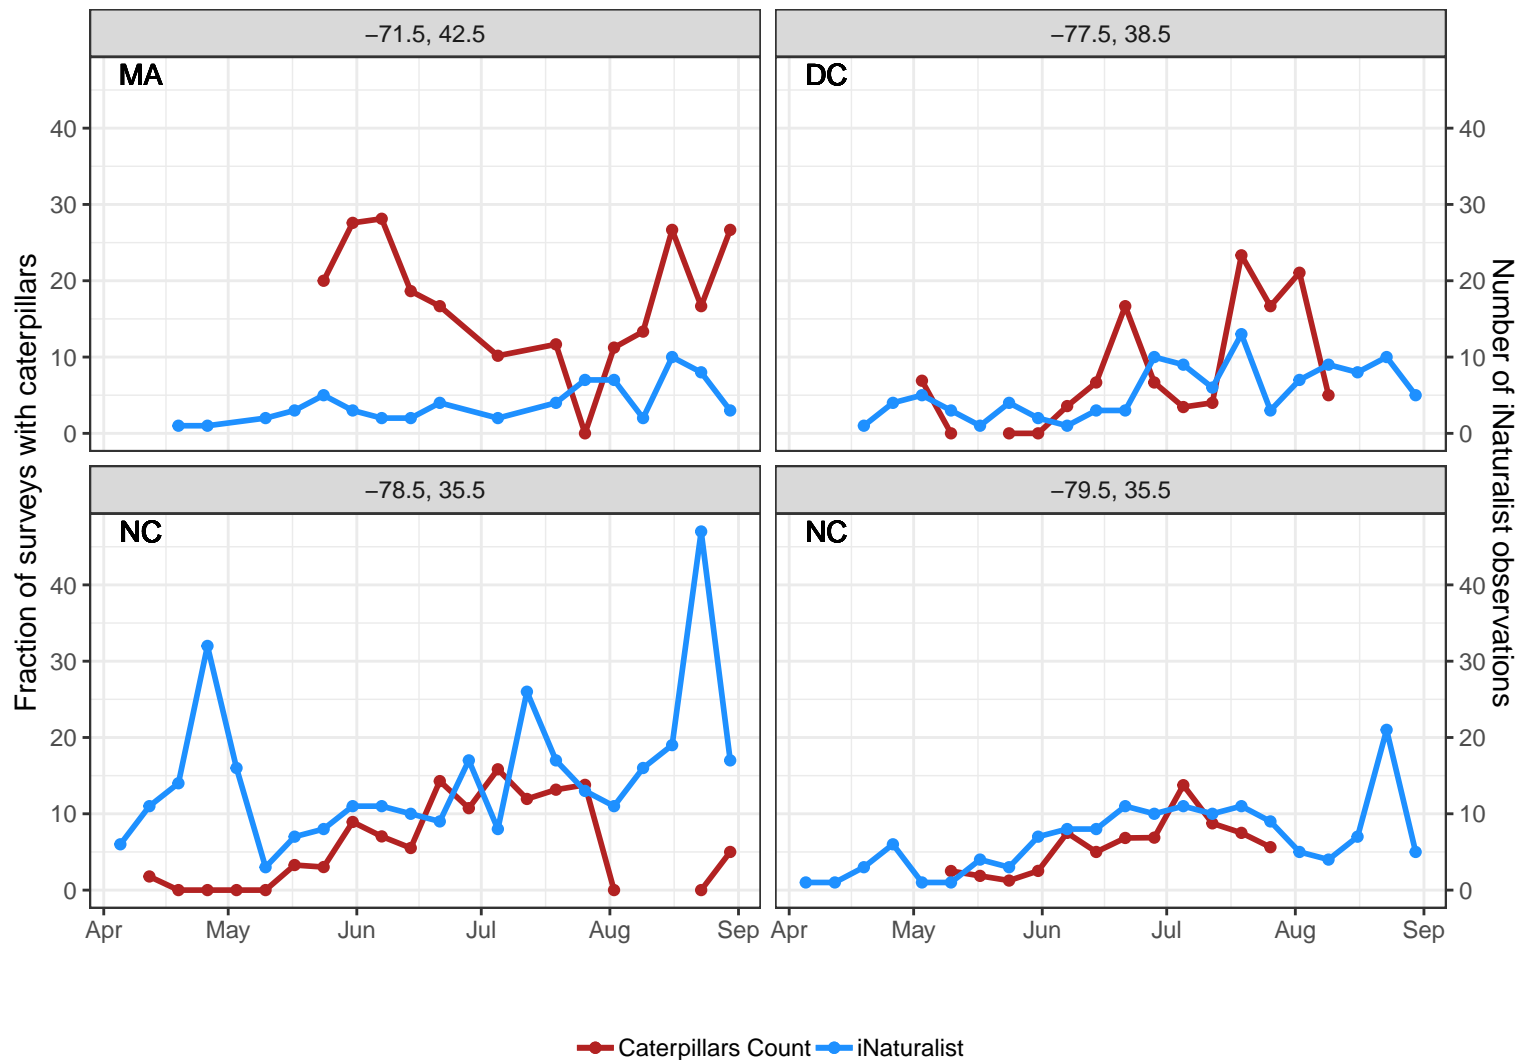 −71.5, 42.5
−77.5, 38.5
MA
DC
40
30
20
10
0
40
30
20
10
0
−78.5, 35.5
−79.5, 35.5
NC
NC
40
30
20
10
0
40
30
20
10
0
Fraction of surveys with caterpillars
Number of iNaturalist observations
Apr May Jun Jul Aug Sep
Apr May Jun Jul Aug Sep
Caterpillars Count iNaturalist